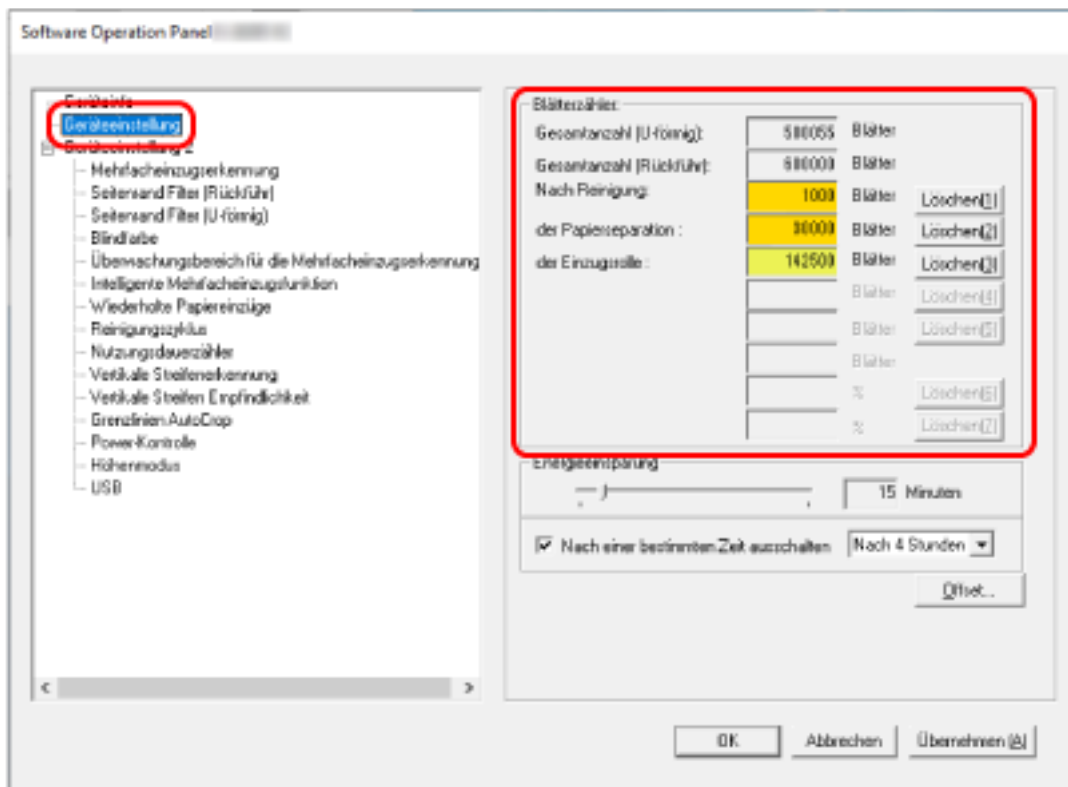 Software Operation Panel
Geräteinfo
Geräteeinstellung
Geräteeinstellung 2
Mehrfacheinzugserkennung
Seitenrand Filter (Rückführ)
Seitenrand Filter (U-förmig)
Blindfarbe
Überwachungsbereich für die Mehrfacheinzugserkennung
Intelligente Mehrfacheinzugsfunktion
Wiederholte Papiereinzüge
Reinigungszyklus
Nutzungsdauerzähler
Vertikale Streifenerkennung
Vertikale Streifen Empfindlichkeit
Grenzlinien AutoCrop
Power-Kontrolle
Höhenmodus
USB
Blätterzähler:
Gesamtanzahl (U-förmig): 500055 Blätter
Gesamtanzahl (Rückführ): 600000 Blätter
Nach Reinigung: 1000 Blätter Löschen(1)
der Papierseparation : 30000 Blätter Löschen(2)
der Einzugsrolle : 142500 Blätter Löschen(3)
Blätter Löschen(4)
Blätter Löschen(5)
Blätter
% Löschen(6)
% Löschen(7)
Energieeinsparung
15 Minuten
Nach einer bestimmten Zeit ausschalten Nach 4 Stunden
Offset...
OK Abbrechen Übernehmen (A)